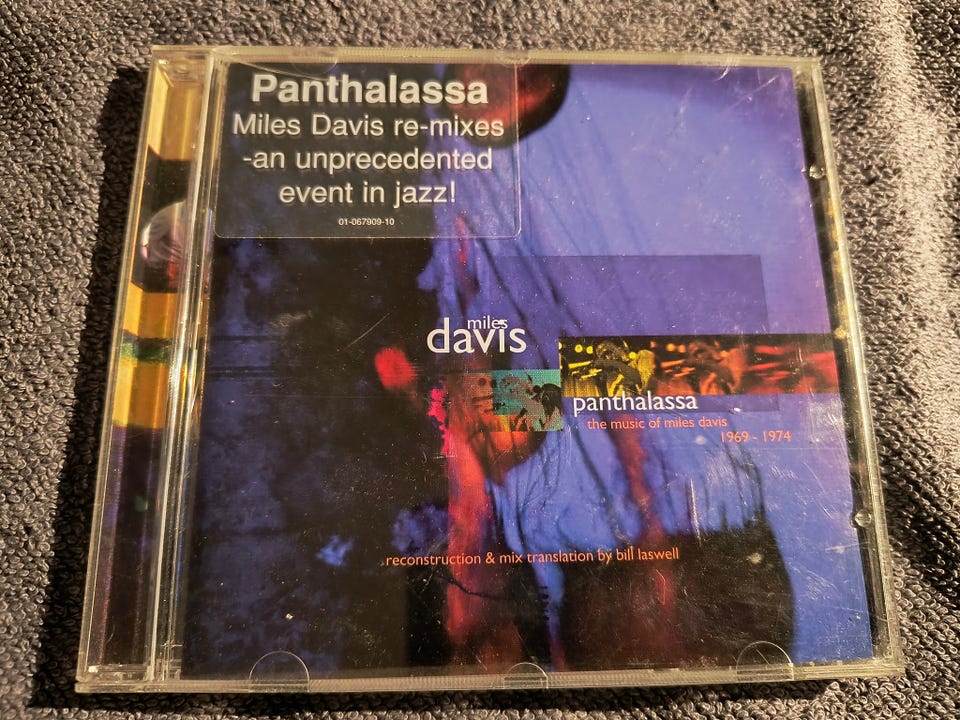 Panthalassa
Miles Davis re-mixes
-an unprecedented
event in jazz!
01-067909-10
miles
davis
panthalassa
the music of miles davis
1969 - 1974
reconstruction & mix translation by bill laswell